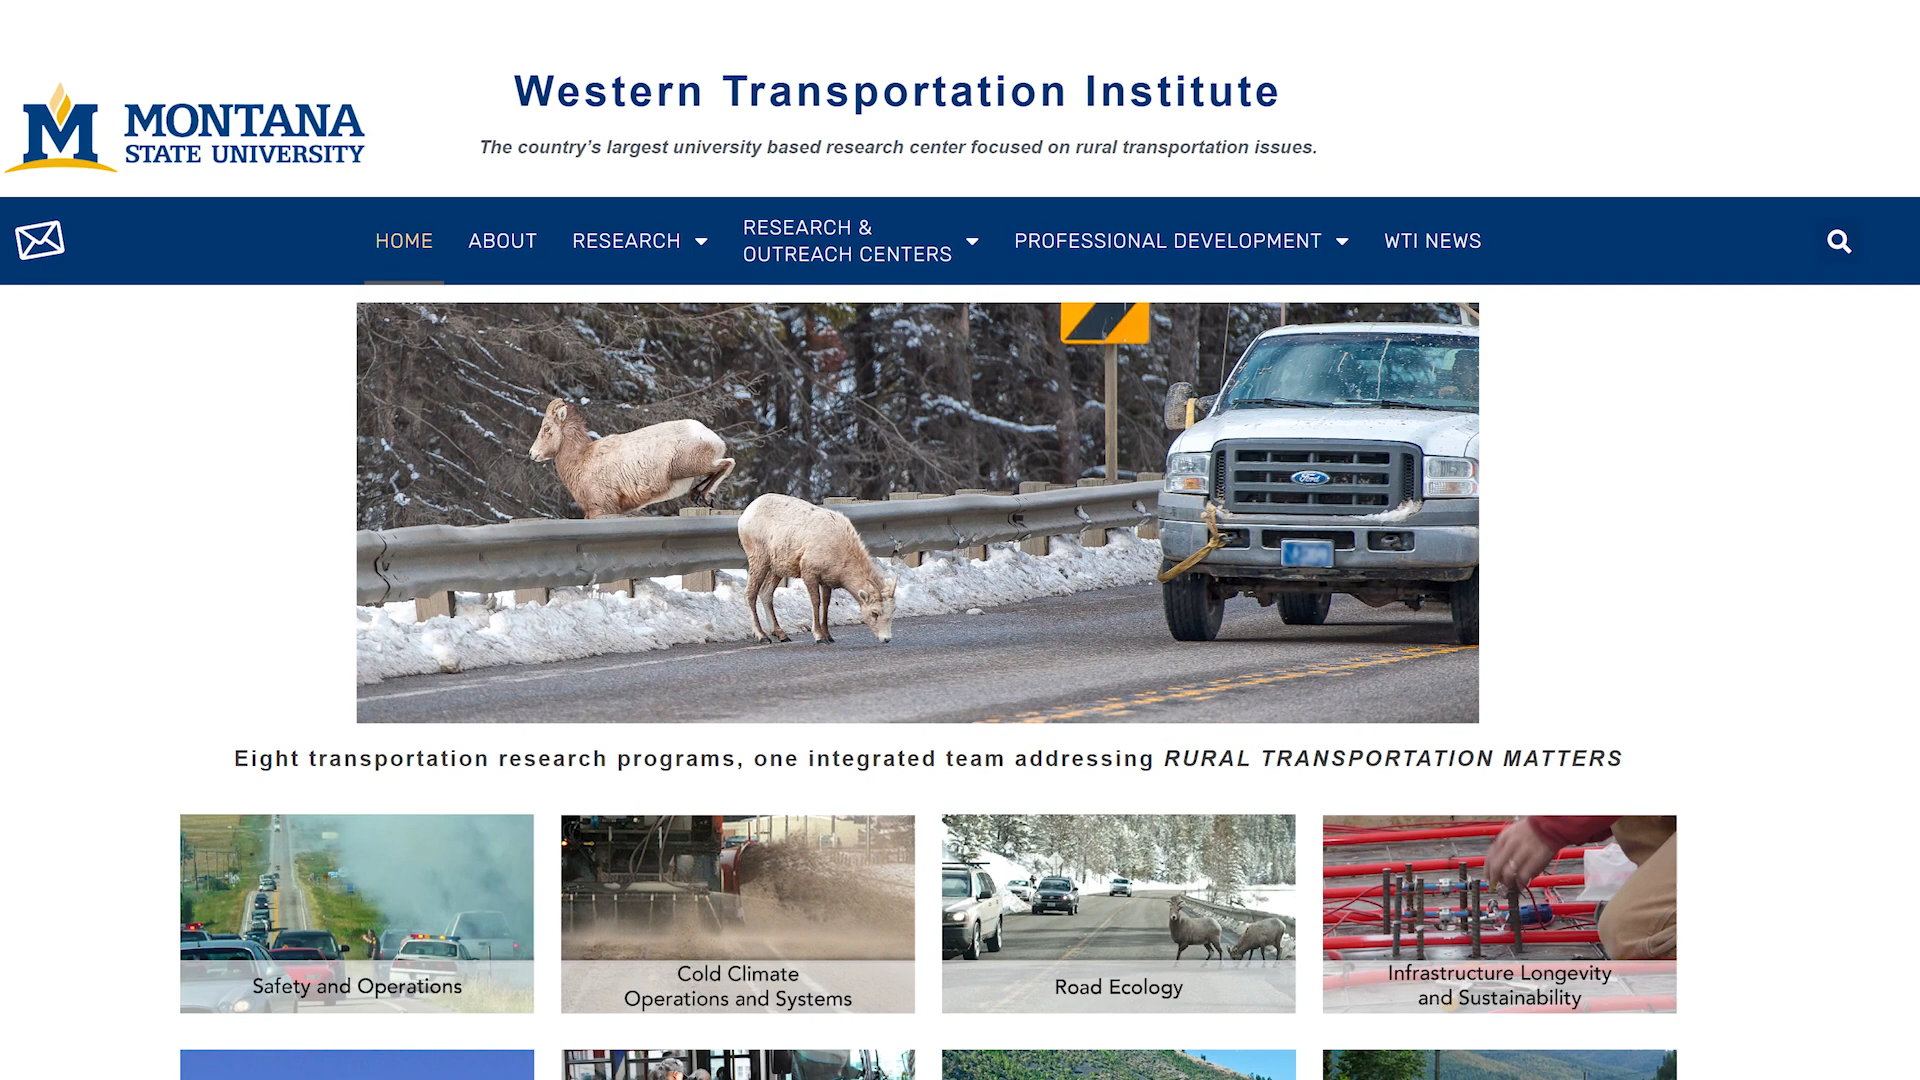 Western Transportation Institute
MONTANA
STATE UNIVERSITY
The country's largest university based research center focused on rural transportation issues.
HOME
ABOUT
RESEARCH
RESEARCH &
OUTREACH CENTERS
PROFESSIONAL DEVELOPMENT
WTI NEWS
Ford
Eight transportation research programs, one integrated team addressing RURAL TRANSPORTATION MATTERS
Safety and Operations
Cold Climate
Operations and Systems
Road Ecology
Infrastructure Longevity
and Sustainability